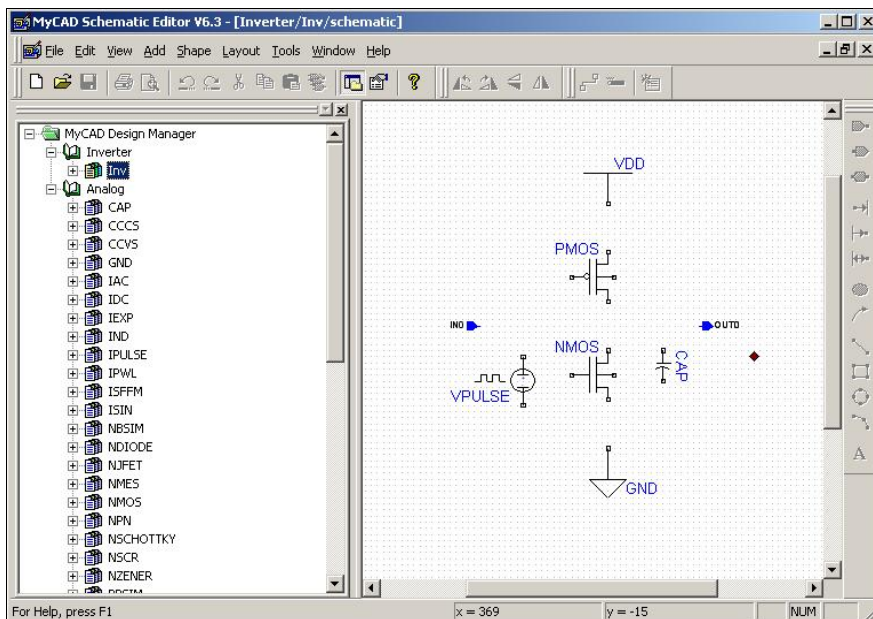 MyCAD Schematic Editor V6.3 - [Inverter/Inv/schematic]
File Edit View Add Shape Layout Tools Window Help
MyCAD Design Manager
Inverter
Inv
Analog
CAP
CCCS
CCVS
GND
IAC
IDC
IEXP
IND
IPULSE
IPWL
ISFFM
ISIN
NBSIM
NDIODE
NJFET
NMES
NMOS
NPN
NSCHOTTKY
NSCR
NZENER
VDD
PMOS
IN0
OUT0
NMOS
CAP
VPULSE
GND
A
For Help, press F1
x = 369
y = -15
NUM